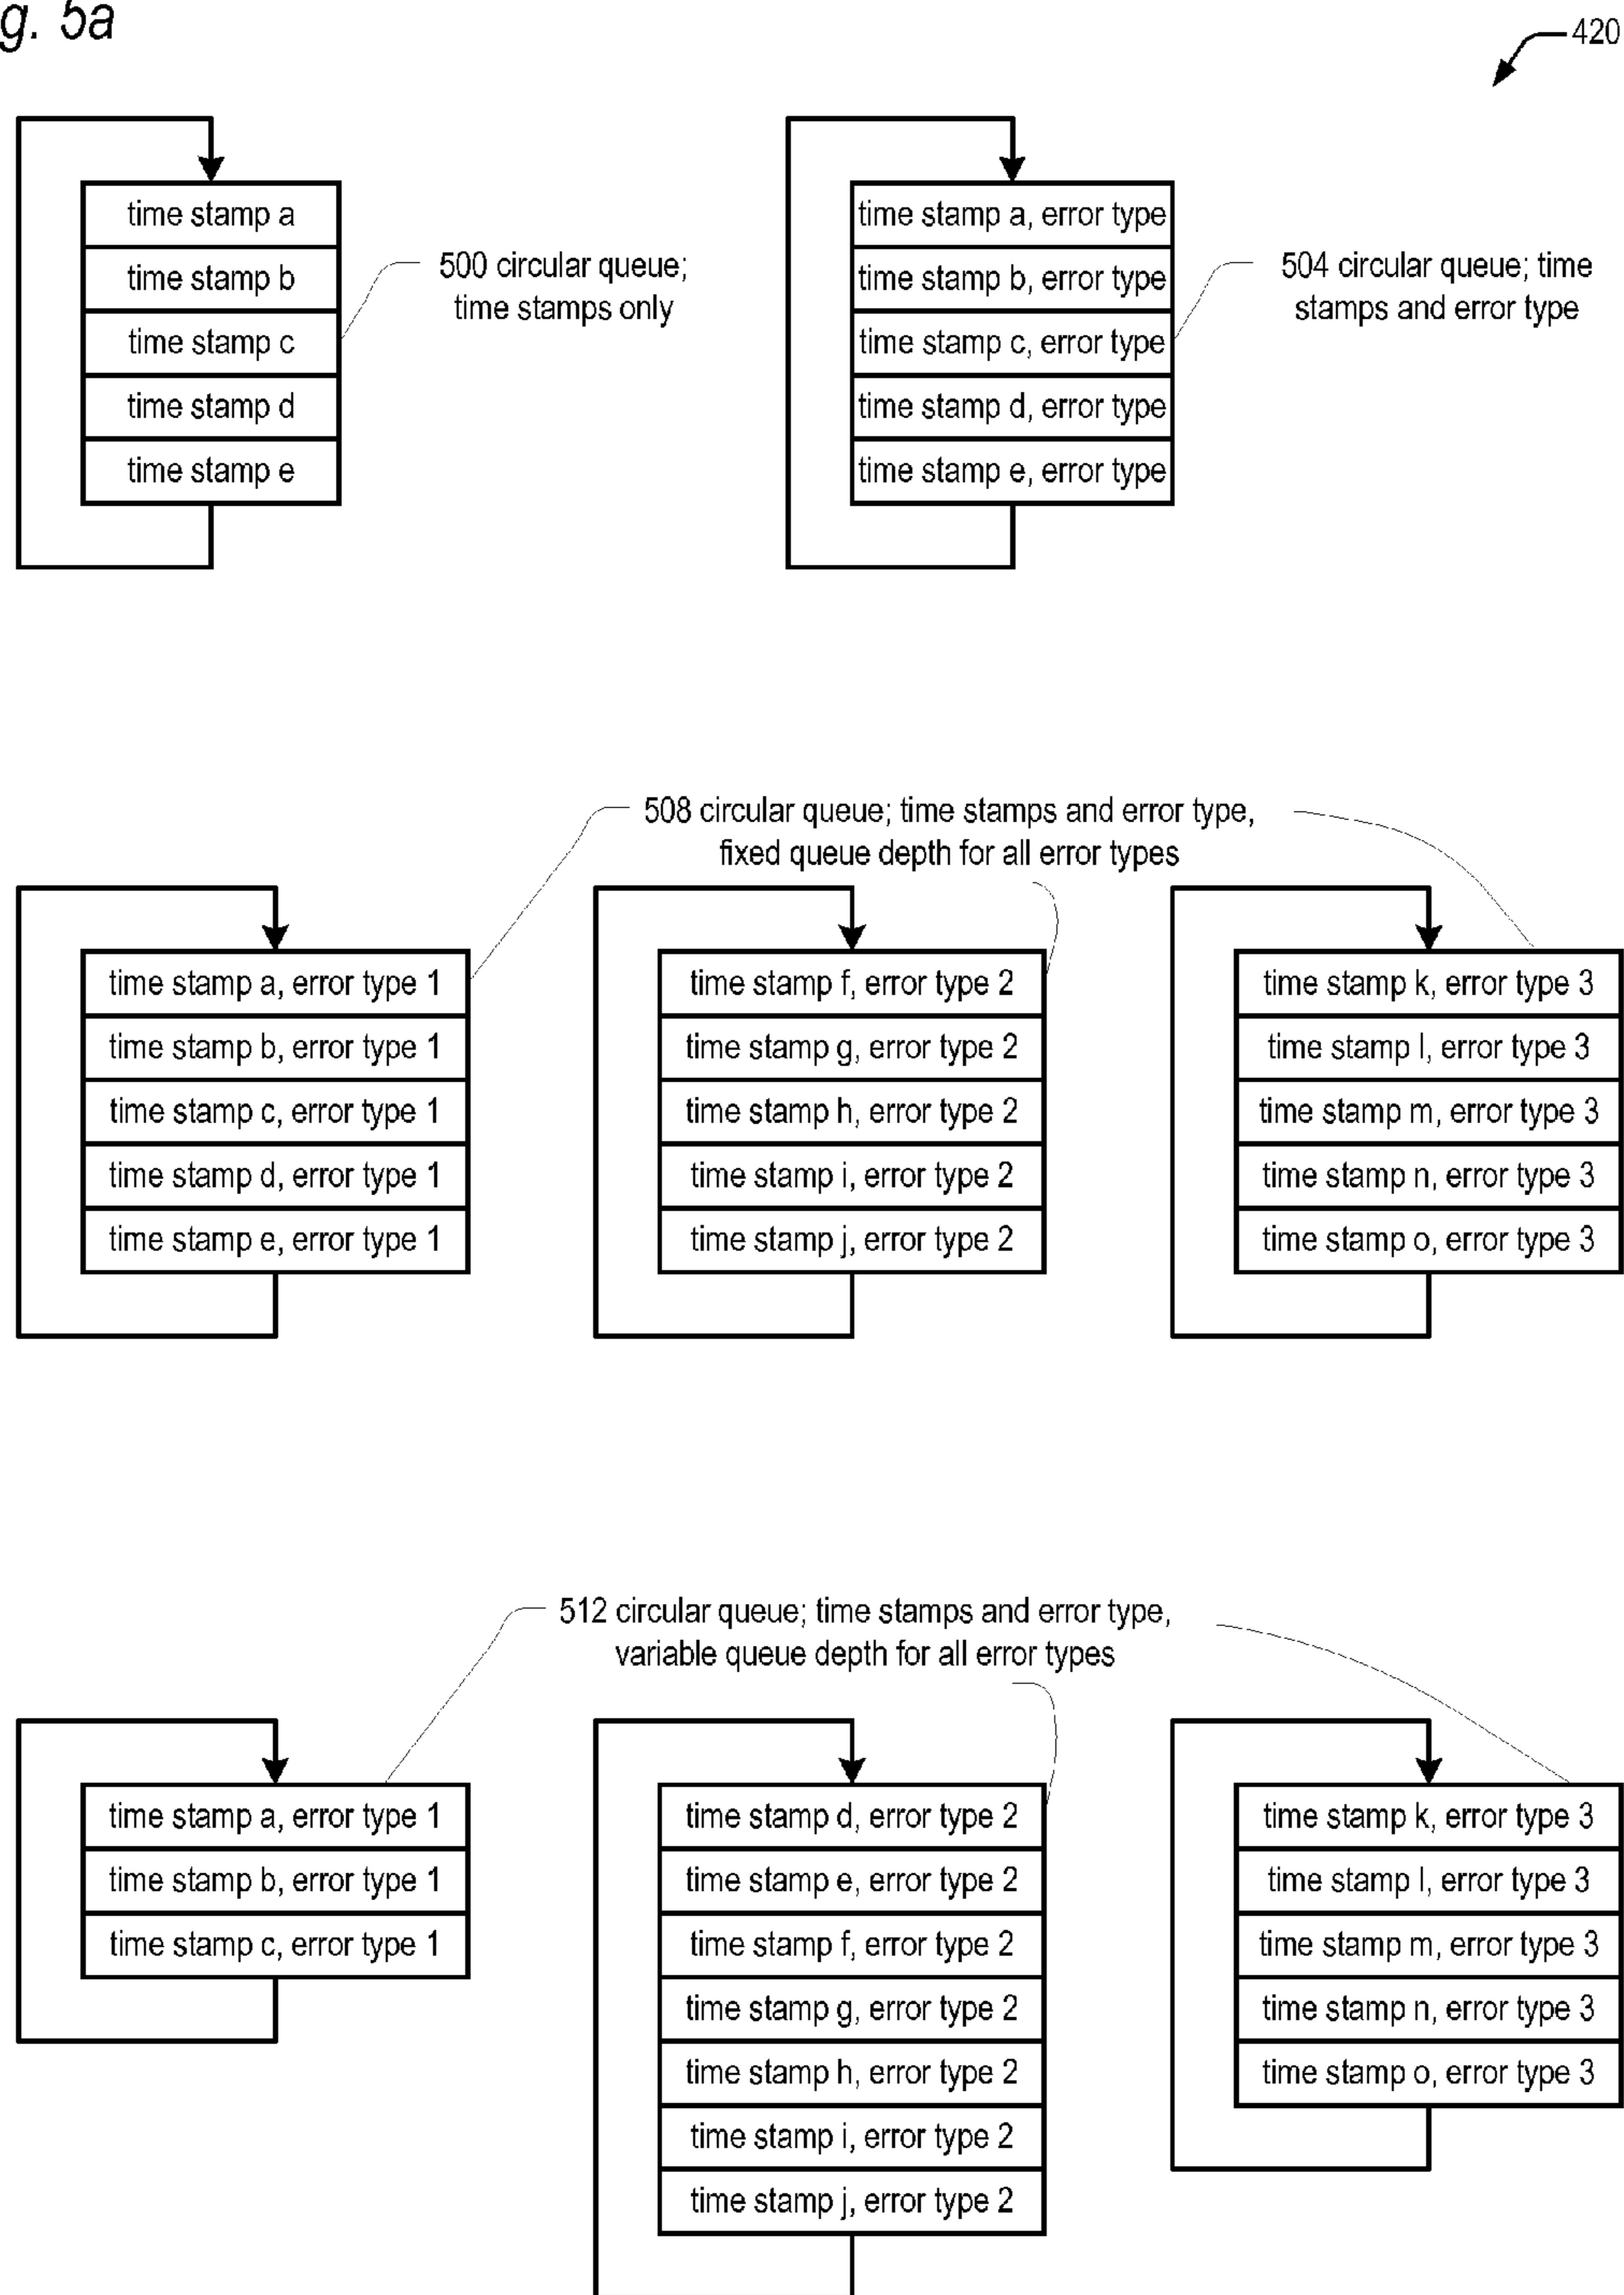 g. 5a
420
time stamp a
time stamp b
time stamp c
time stamp d
time stamp e
500 circular queue;
time stamps only
time stamp a, error type
time stamp b, error type
time stamp c, error type
time stamp d, error type
time stamp e, error type
504 circular queue; time
stamps and error type
508 circular queue; time stamps and error type,
fixed queue depth for all error types
time stamp a, error type 1
time stamp b, error type 1
time stamp c, error type 1
time stamp d, error type 1
time stamp e, error type 1
time stamp f, error type 2
time stamp g, error type 2
time stamp h, error type 2
time stamp i, error type 2
time stamp j, error type 2
time stamp k, error type 3
time stamp l, error type 3
time stamp m, error type 3
time stamp n, error type 3
time stamp o, error type 3
512 circular queue; time stamps and error type,
variable queue depth for all error types
time stamp a, error type 1
time stamp b, error type 1
time stamp c, error type 1
time stamp d, error type 2
time stamp e, error type 2
time stamp f, error type 2
time stamp g, error type 2
time stamp h, error type 2
time stamp i, error type 2
time stamp j, error type 2
time stamp k, error type 3
time stamp l, error type 3
time stamp m, error type 3
time stamp n, error type 3
time stamp o, error type 3